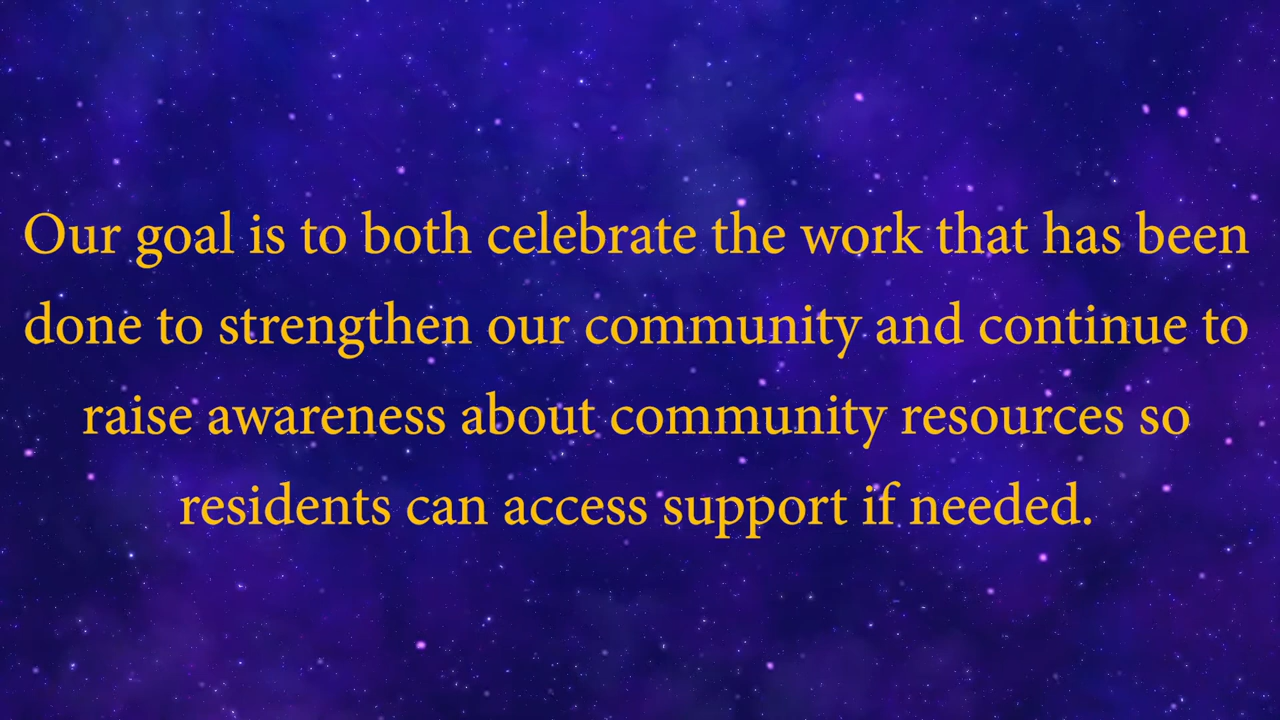 Our goal is to both celebrate the work that has been
done to strengthen our community and continue to
raise awareness about community resources so
residents can access support if needed.